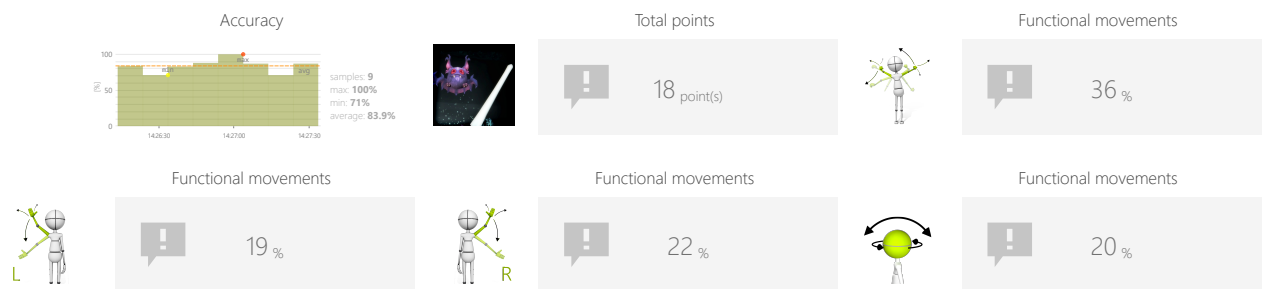 Accuracy
Total points
Functional movements
100
50
0
[%]
min
max
avg
14:26:30
14:27:00
14:27:30
samples: 9
max: 100%
min: 71%
average: 83.9%
18 point(s)
36 %
Functional movements
Functional movements
Functional movements
L
19 %
R
22 %
20 %